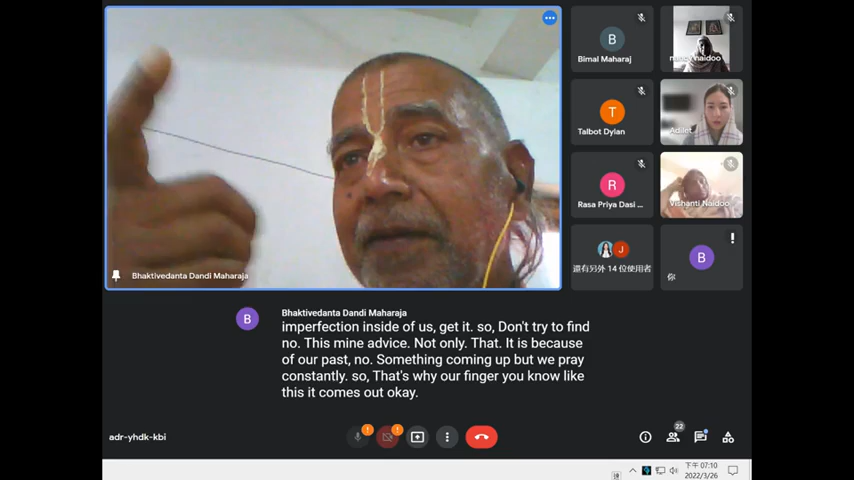 Bhaktivedanta Dandi Maharaja
B
Bimal Maharaj
naidoo
T
Talbot Dylan
Adilet
R
Rasa Priya Dasi ...
Vishanti Naidoo
J
還有另外 14 位使用者
B
你
B
Bhaktivedanta Dandi Maharaja
imperfection inside of us, get it. so, Don't try to find
no. This mine advice. Not only. That. It is because
of our past, no. Something coming up but we pray
constantly. so, That's why our finger you know like
this it comes out okay.
adr-yhdk-kbi
22
下午 07:10
2022/3/26